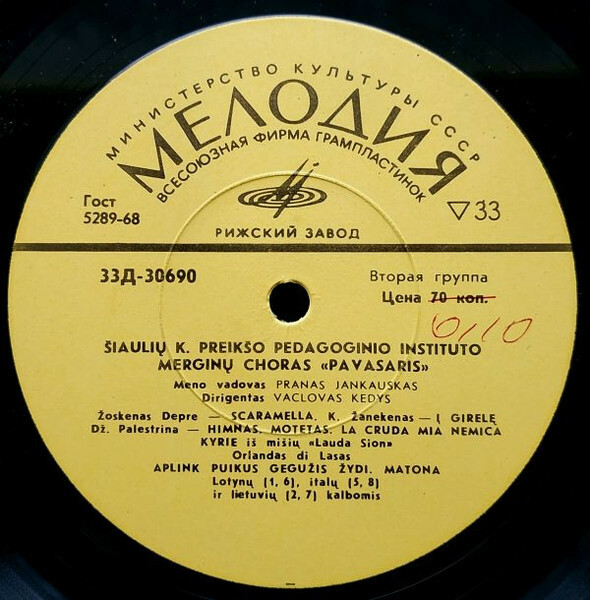 МИНИСТЕРСТВО КУЛЬТУРЫ СССР
МЕЛОДИЯ
ВСЕСОЮЗНАЯ ФИРМА ГРАМПЛАСТИНОК
Гост
5289-68
▽33
РИЖСКИЙ ЗАВОД
33Д-30690
Вторая группа
Цена 70 коп.
0,10
ŠIAULIŲ K. PREIKŠO PEDAGOGINIO INSTITUTO
MERGINŲ CHORAS «PAVASARIS»
Meno vadovas PRANAS JANKAUSKAS
Dirigentas VACLOVAS KEDYS
Žoskenas Depre — SCARAMELLA. K. Žanekenas — Į GIRELĘ
Dž. Palestrina — HIMNAS. MOTETAS. LA CRUDA MIA NEMICA
KYRIE iš mišių «Lauda Sion»
Orlandas di Lasas
APLINK PUIKUS GEGUŽIS ŽYDI. MATONA
Lotynų (1, 6), italų (5, 8)
ir lietuvių (2, 7) kalbomis